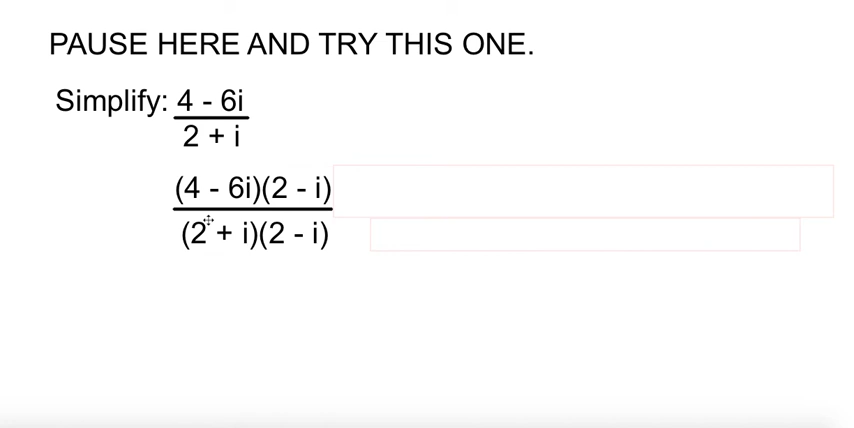 PAUSE HERE AND TRY THIS ONE.
Simplify: 4 - 6i
2 + i
(4 - 6i)(2 - i)
(2 + i)(2 - i)